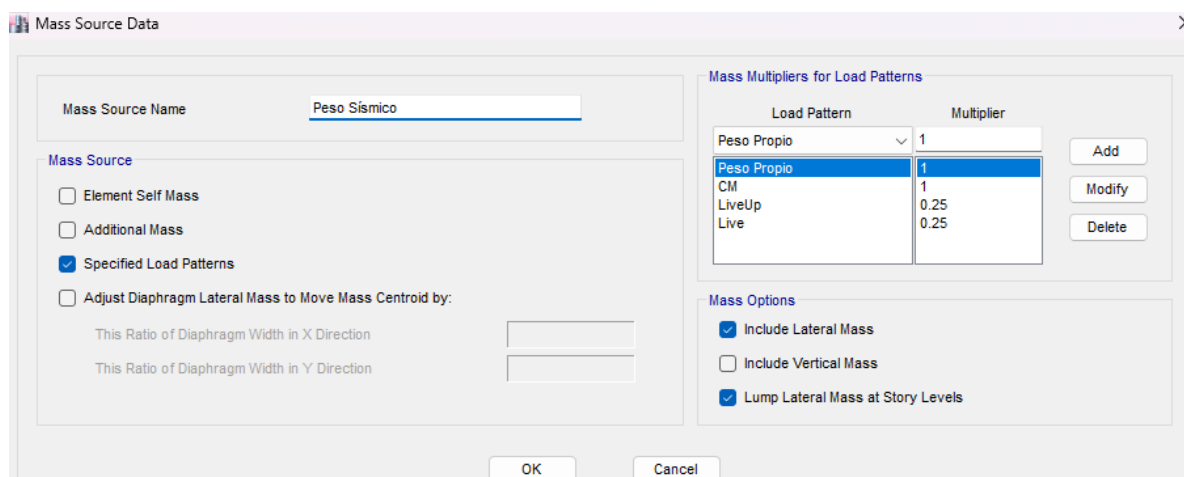 Mass Source Data
Mass Source Name
Peso Sísmico
Mass Source
Element Self Mass
Additional Mass
Specified Load Patterns
Adjust Diaphragm Lateral Mass to Move Mass Centroid by:
This Ratio of Diaphragm Width in X Direction
This Ratio of Diaphragm Width in Y Direction
Mass Multipliers for Load Patterns
Load Pattern Multiplier
Peso Propio 1
Peso Propio 1
CM 1
LiveUp 0.25
Live 0.25
Add
Modify
Delete
Mass Options
Include Lateral Mass
Include Vertical Mass
Lump Lateral Mass at Story Levels
OK Cancel